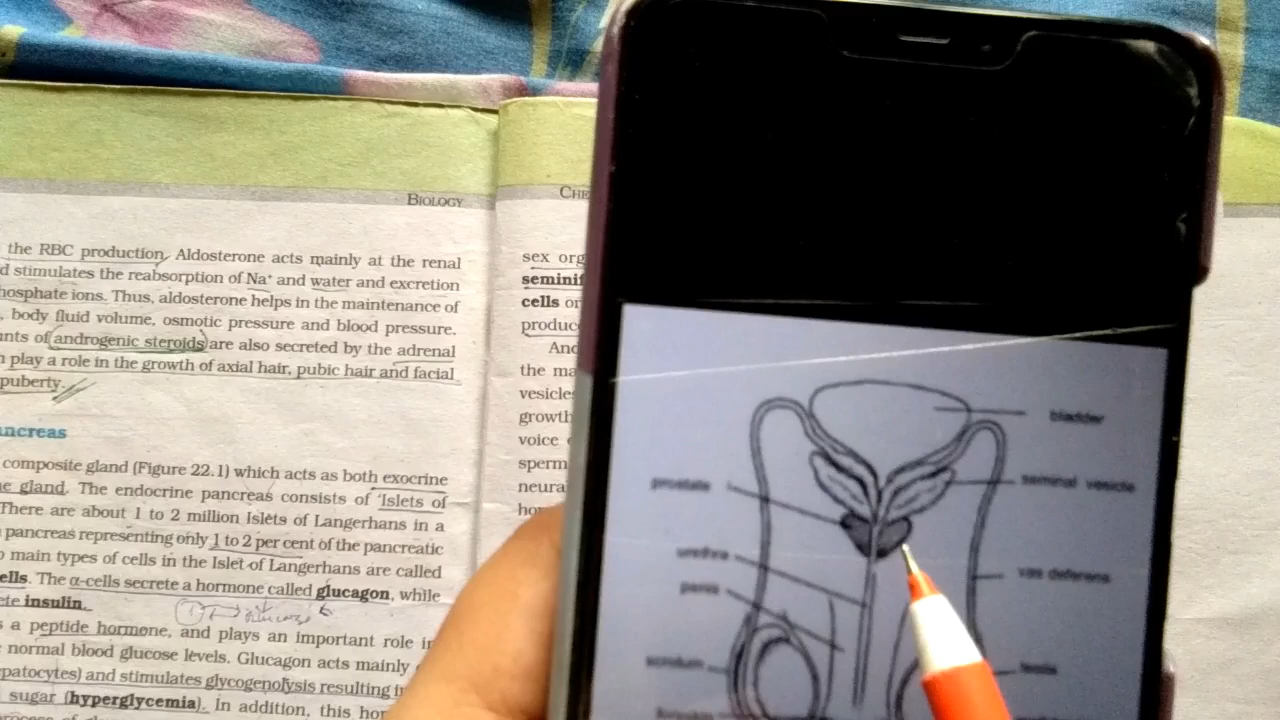 BIOLOGY
the RBC production. Aldosterone acts mainly at the renal
d stimulates the reabsorption of Na⁺ and water and excretion
hosphate ions. Thus, aldosterone helps in the maintenance of
, body fluid volume, osmotic pressure and blood pressure.
nts of androgenic steroids are also secreted by the adrenal
h play a role in the growth of axial hair, pubic hair and facial
puberty.
ncreas
composite gland (Figure 22.1) which acts as both exocrine
e gland. The endocrine pancreas consists of 'Islets of
There are about 1 to 2 million Islets of Langerhans in a
pancreas representing only 1 to 2 per cent of the pancreatic
o main types of cells in the Islet of Langerhans are called
ells. The α-cells secrete a hormone called glucagon, while
ete insulin.
s a peptide hormone, and plays an important role in
normal blood glucose levels. Glucagon acts mainly
epatocytes) and stimulates glycogenolysis resulting i
sugar (hyperglycemia). In addition, this hor
CHE
sex org
seminif
cells or
produce
And
the ma
vesicles
growth
voice
sperm
neura
hor
bladder
prostate
seminal vesicle
urethra
vas deferens
penis
scrotum
testis